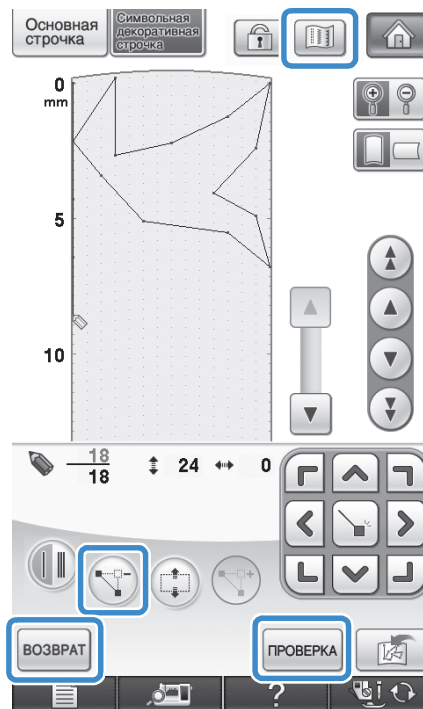 Основная
строчка
Символьная
декоративная
строчка
0
mm
5
10
18
18
24
0
ВОЗВРАТ
ПРОВЕРКА
?